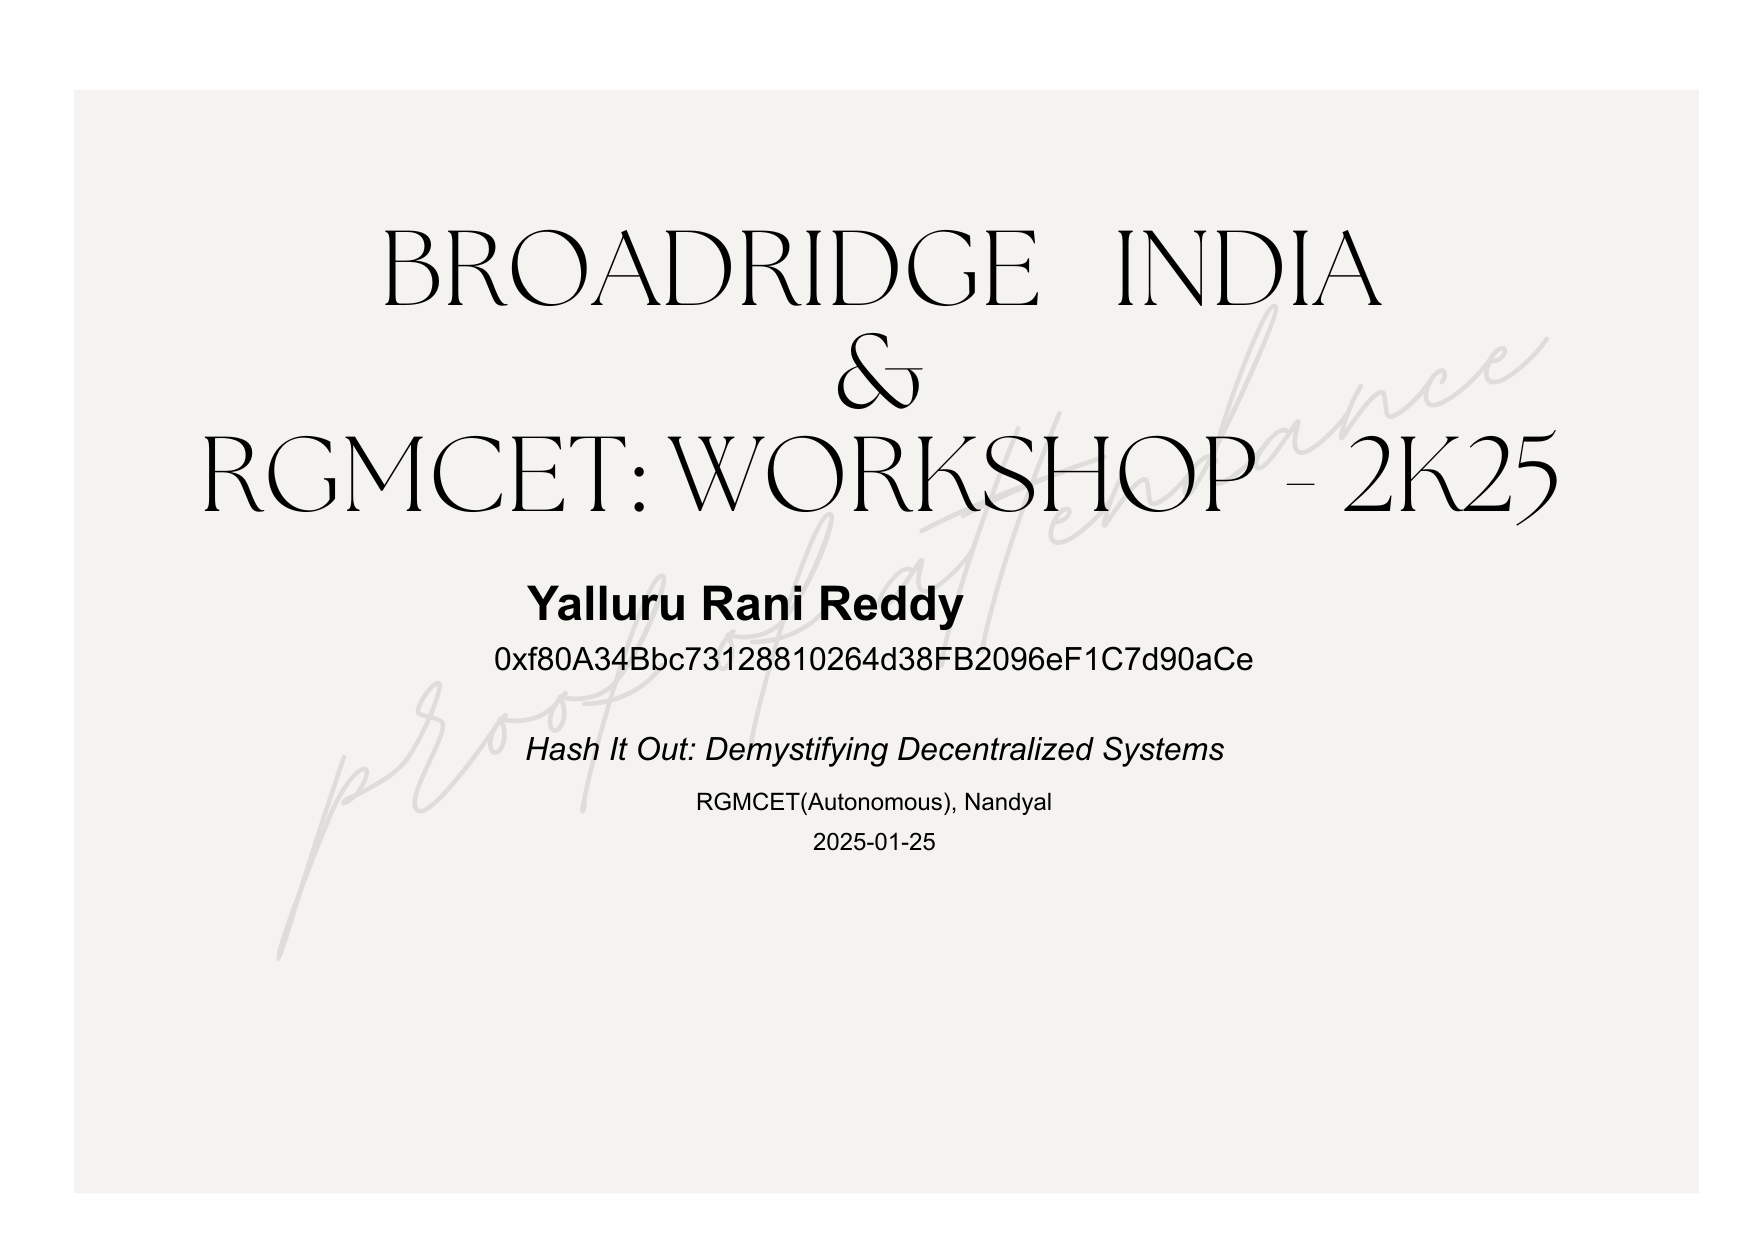 BROADRIDGE INDIA
&
RGMCET: WORKSHOP - 2K25
proof of attendance
Yalluru Rani Reddy
0xf80A34Bbc73128810264d38FB2096eF1C7d90aCe
Hash It Out: Demystifying Decentralized Systems
RGMCET(Autonomous), Nandyal
2025-01-25